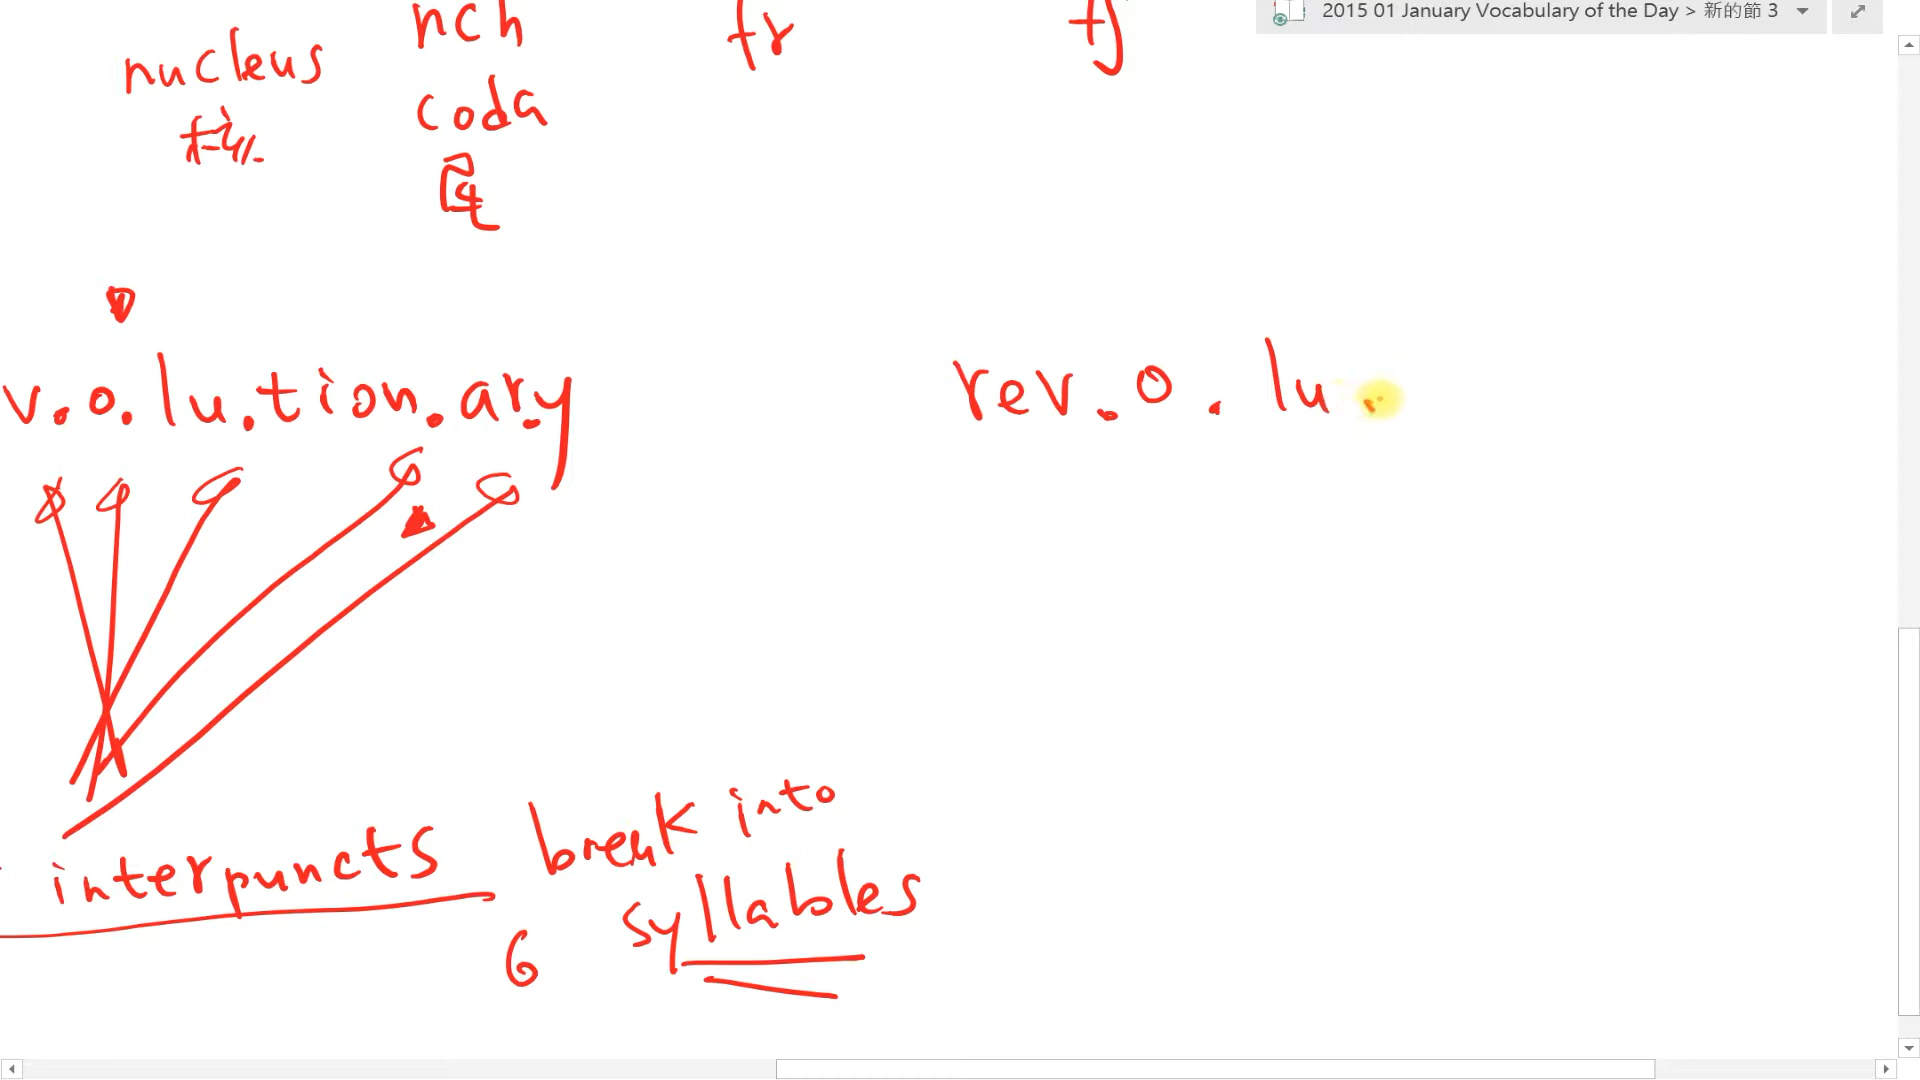 2015 01 January Vocabulary of the Day > 新的節 3
nch
fr
nucleus
coda
v.o.lu.tion.ar.y
rev.o.lu.
interpuncts
break into
syllables
6